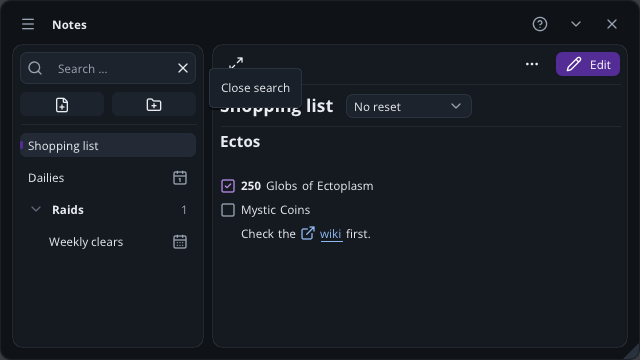 Notes
Search ...
Close search
Edit
Shopping list
No reset
Shopping list
Dailies
Raids 1
Weekly clears
Ectos
250 Globs of Ectoplasm
Mystic Coins
Check the wiki first.